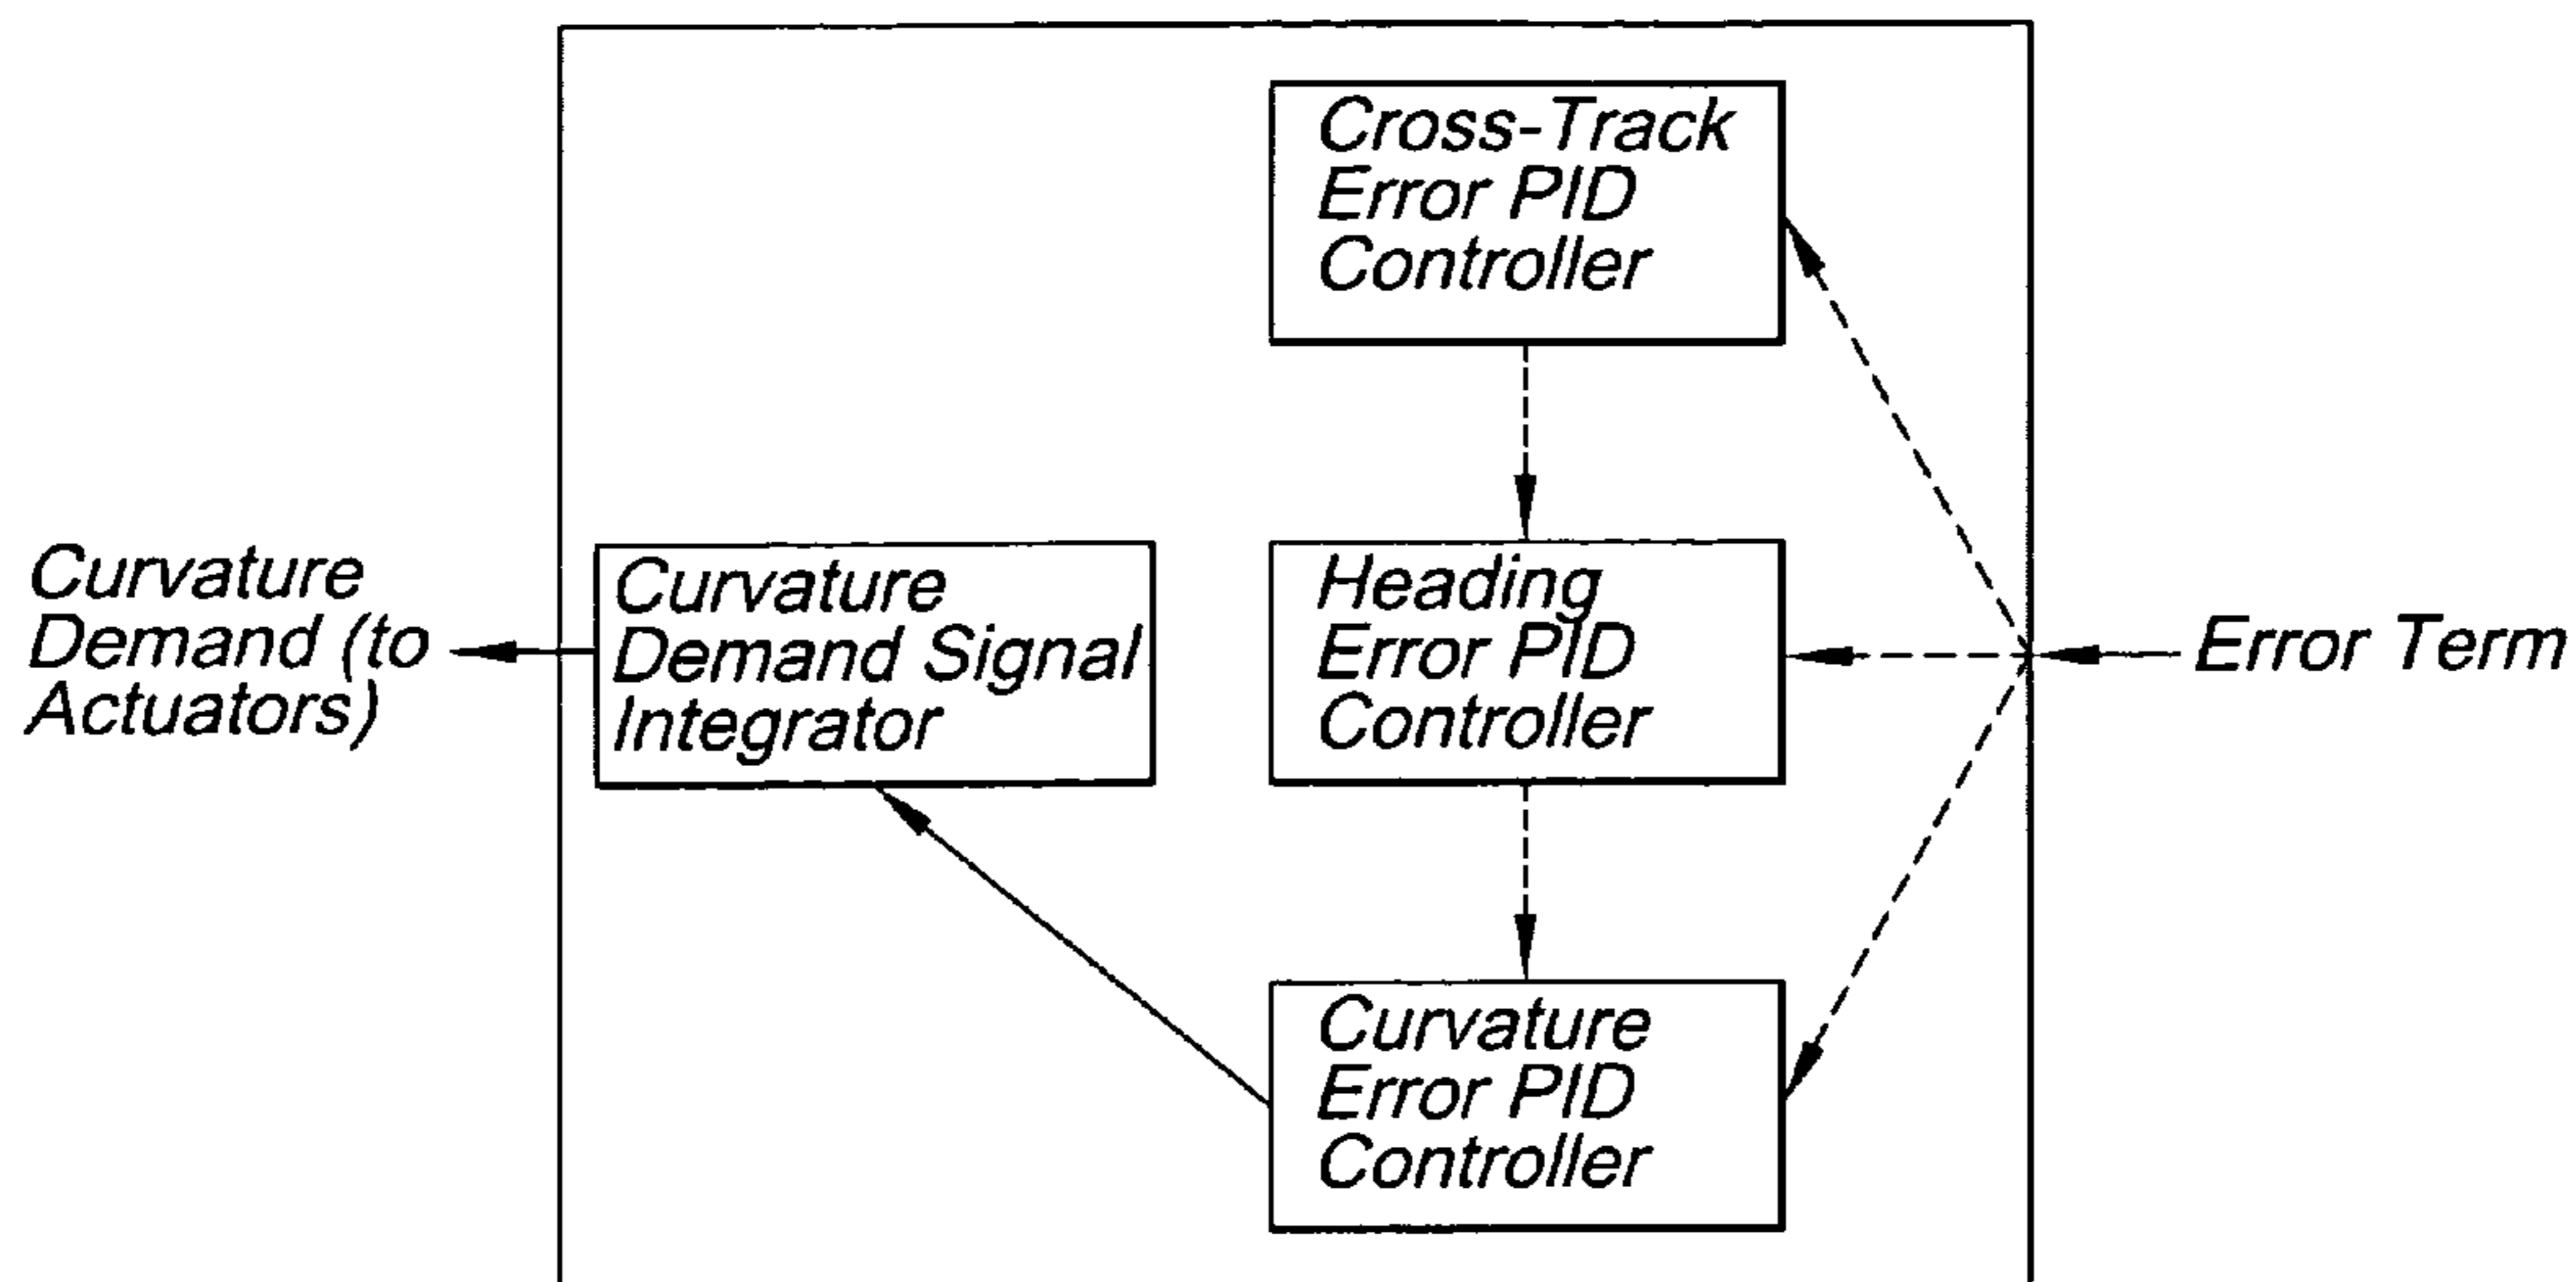 Cross-Track
Error PID
Controller
Curvature
Demand (to
Actuators)
Curvature
Demand Signal
Integrator
Heading
Error PID
Controller
Error Term
Curvature
Error PID
Controller